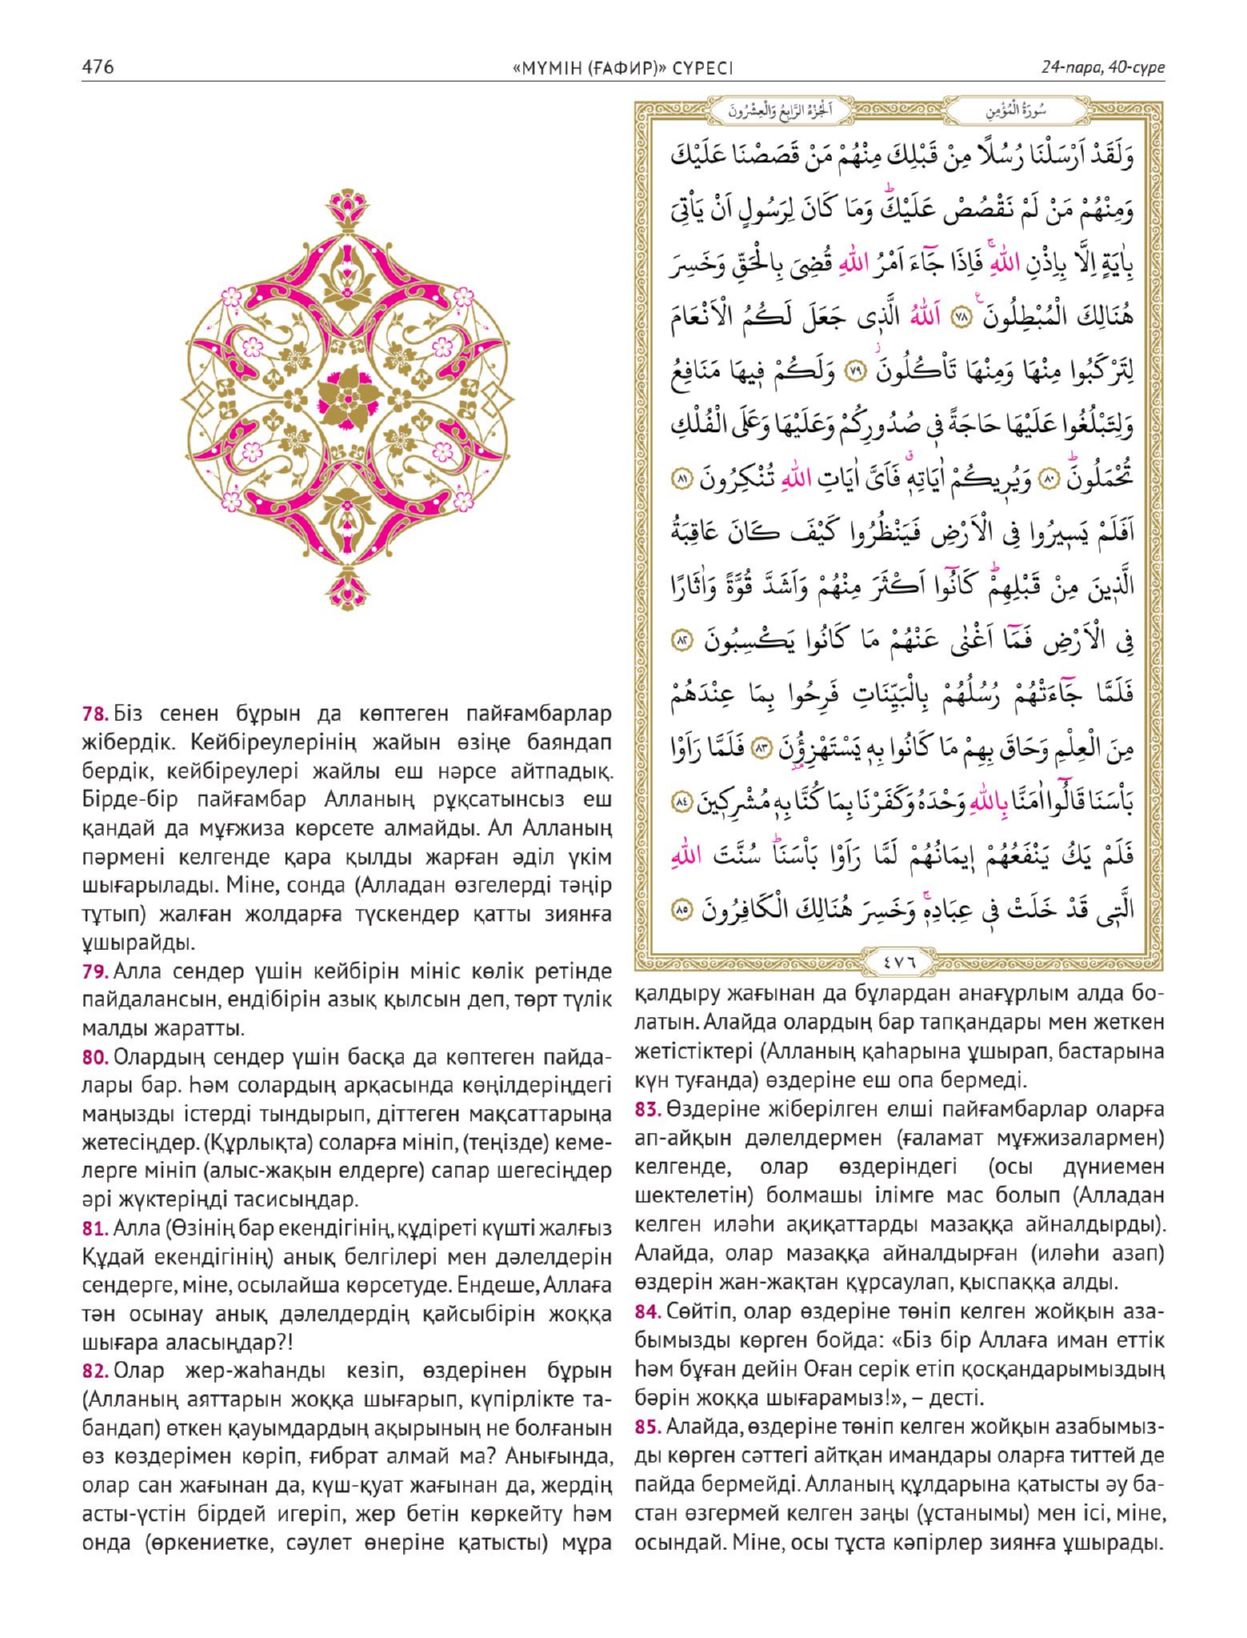 476
«МҮМІН (ҒАФИР)» СҮРЕСІ
24-пара, 40-сүре
سُورَةُ الْمُؤْمِنِ
اَلْجُزْءُ الرَّابِعُ وَالْعِشْرُونَ
وَلَقَدْ اَرْسَلْنَا رُسُلًا مِنْ قَبْلِكَ مِنْهُمْ مَنْ قَصَصْنَا عَلَيْكَ
وَمِنْهُمْ مَنْ لَمْ نَقْصُصْ عَلَيْكَۜ وَمَا كَانَ لِرَسُولٍ اَنْ يَأْتِيَ
بِاٰيَةٍ اِلَّا بِاِذْنِ اللّٰهِۚ فَاِذَا جَٓاءَ اَمْرُ اللّٰهِ قُضِيَ بِالْحَقِّ وَخَسِرَ
هُنَالِكَ الْمُبْطِلُونَ۟ ﴿٧٨﴾ اَللّٰهُ الَّذ۪ي جَعَلَ لَكُمُ الْاَنْعَامَ
لِتَرْكَبُوا مِنْهَا وَمِنْهَا تَأْكُلُونَۘ ﴿٧٩﴾ وَلَكُمْ ف۪يهَا مَنَافِعُ
وَلِتَبْلُغُوا عَلَيْهَا حَاجَةً ف۪ي صُدُورِكُمْ وَعَلَيْهَا وَعَلَى الْفُلْكِ
تُحْمَلُونَۜ ﴿٨٠﴾ وَيُر۪يكُمْ اٰيَاتِه۪ۗ فَاَيَّ اٰيَاتِ اللّٰهِ تُنْكِرُونَ ﴿٨١﴾
اَفَلَمْ يَس۪يرُوا فِي الْاَرْضِ فَيَنْظُرُوا كَيْفَ كَانَ عَاقِبَةُ
الَّذ۪ينَ مِنْ قَبْلِهِمْۜ كَانُٓوا اَكْثَرَ مِنْهُمْ وَاَشَدَّ قُوَّةً وَاٰثَارًا
فِي الْاَرْضِ فَمَٓا اَغْنٰى عَنْهُمْ مَا كَانُوا يَكْسِبُونَ ﴿٨٢﴾
فَلَمَّا جَٓاءَتْهُمْ رُسُلُهُمْ بِالْبَيِّنَاتِ فَرِحُوا بِمَا عِنْدَهُمْ
مِنَ الْعِلْمِ وَحَاقَ بِهِمْ مَا كَانُوا بِه۪ يَسْتَهْزِؤُ۫نَ ﴿٨٣﴾ فَلَمَّا رَاَوْا
بَأْسَنَا قَالُٓوا اٰمَنَّا بِاللّٰهِ وَحْدَهُ وَكَفَرْنَا بِمَا كُنَّا بِه۪ مُشْرِك۪ينَ ﴿٨٤﴾
فَلَمْ يَكُ يَنْفَعُهُمْ ا۪يمَانُهُمْ لَمَّا رَاَوْا بَأْسَنَاۜ سُنَّتَ اللّٰهِ
الَّت۪ي قَدْ خَلَتْ ف۪ي عِبَادِه۪ۚ وَخَسِرَ هُنَالِكَ الْكَافِرُونَ ﴿٨٥﴾
٤٧٦
78. Біз сенен бұрын да көптеген пайғамбарлар
жібердік. Кейбіреулерінің жайын өзіңе баяндап
бердік, кейбіреулері жайлы еш нәрсе айтпадық.
Бірде-бір пайғамбар Алланың рұқсатынсыз еш
қандай да мұғжиза көрсете алмайды. Ал Алланың
пәрмені келгенде қара қылды жарған әділ үкім
шығарылады. Міне, сонда (Алладан өзгелерді тәңір
тұтып) жалған жолдарға түскендер қатты зиянға
ұшырайды.
79. Алла сендер үшін кейбірін мініс көлік ретінде
пайдалансын, ендібірін азық қылсын деп, төрт түлік
малды жаратты.
80. Олардың сендер үшін басқа да көптеген пайда-
лары бар. Һәм солардың арқасында көңілдеріңдегі
маңызды істерді тындырып, діттеген мақсаттарыңа
жетесіңдер. (Құрлықта) соларға мініп, (теңізде) кеме-
лерге мініп (алыс-жақын елдерге) сапар шегесіңдер
әрі жүктеріңді тасисыңдар.
81. Алла (Өзінің бар екендігінің, құдіреті күшті жалғыз
Құдай екендігінің) анық белгілері мен дәлелдерін
сендерге, міне, осылайша көрсетуде. Ендеше, Аллаға
тән осынау анық дәлелдердің қайсыбірін жоққа
шығара аласыңдар?!
82. Олар жер-жаһанды кезіп, өздерінен бұрын
(Алланың аяттарын жоққа шығарып, күпірлікте та-
бандап) өткен қауымдардың ақырының не болғанын
өз көздерімен көріп, ғибрат алмай ма? Анығында,
олар сан жағынан да, күш-қуат жағынан да, жердің
асты-үстін бірдей игеріп, жер бетін көркейту һәм
онда (өркениетке, сәулет өнеріне қатысты) мұра
қалдыру жағынан да бұлардан анағұрлым алда бо-
латын. Алайда олардың бар тапқандары мен жеткен
жетістіктері (Алланың қаһарына ұшырап, бастарына
күн туғанда) өздеріне еш опа бермеді.
83. Өздеріне жіберілген елші пайғамбарлар оларға
ап-айқын дәлелдермен (ғаламат мұғжизалармен)
келгенде, олар өздеріндегі (осы дүниемен
шектелетін) болмашы ілімге мас болып (Алладан
келген иләһи ақиқаттарды мазаққа айналдырды).
Алайда, олар мазаққа айналдырған (иләһи азап)
өздерін жан-жақтан құрсаулап, қыспаққа алды.
84. Сөйтіп, олар өздеріне төніп келген жойқын аза-
бымызды көрген бойда: «Біз бір Аллаға иман еттік
һәм бұған дейін Оған серік етіп қосқандарымыздың
бәрін жоққа шығарамыз!», – десті.
85. Алайда, өздеріне төніп келген жойқын азабымыз-
ды көрген сәттегі айтқан имандары оларға титтей де
пайда бермейді. Алланың құлдарына қатысты әу ба-
стан өзгермей келген заңы (ұстанымы) мен ісі, міне,
осындай. Міне, осы тұста кәпірлер зиянға ұшырады.